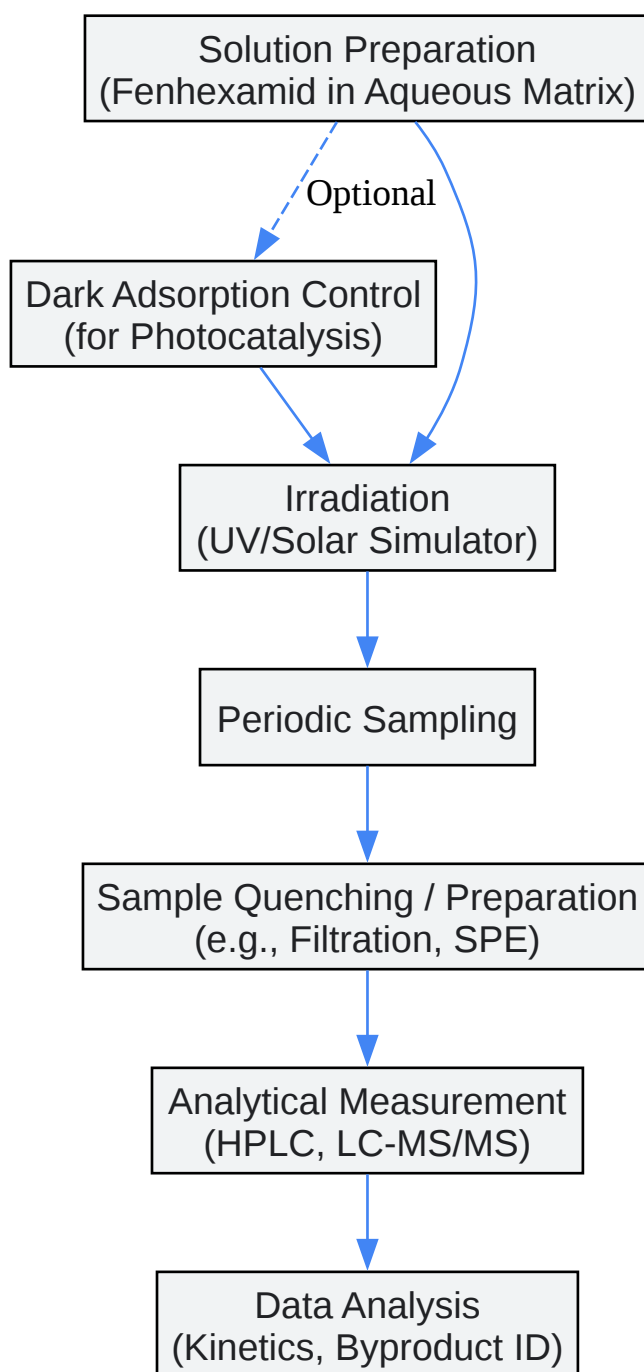 Solution Preparation
(Fenhexamid in Aqueous Matrix)
Optional
Dark Adsorption Control
(for Photocatalysis)
Irradiation
(UV/Solar Simulator)
Periodic Sampling
Sample Quenching / Preparation
(e.g., Filtration, SPE)
Analytical Measurement
(HPLC, LC-MS/MS)
Data Analysis
(Kinetics, Byproduct ID)